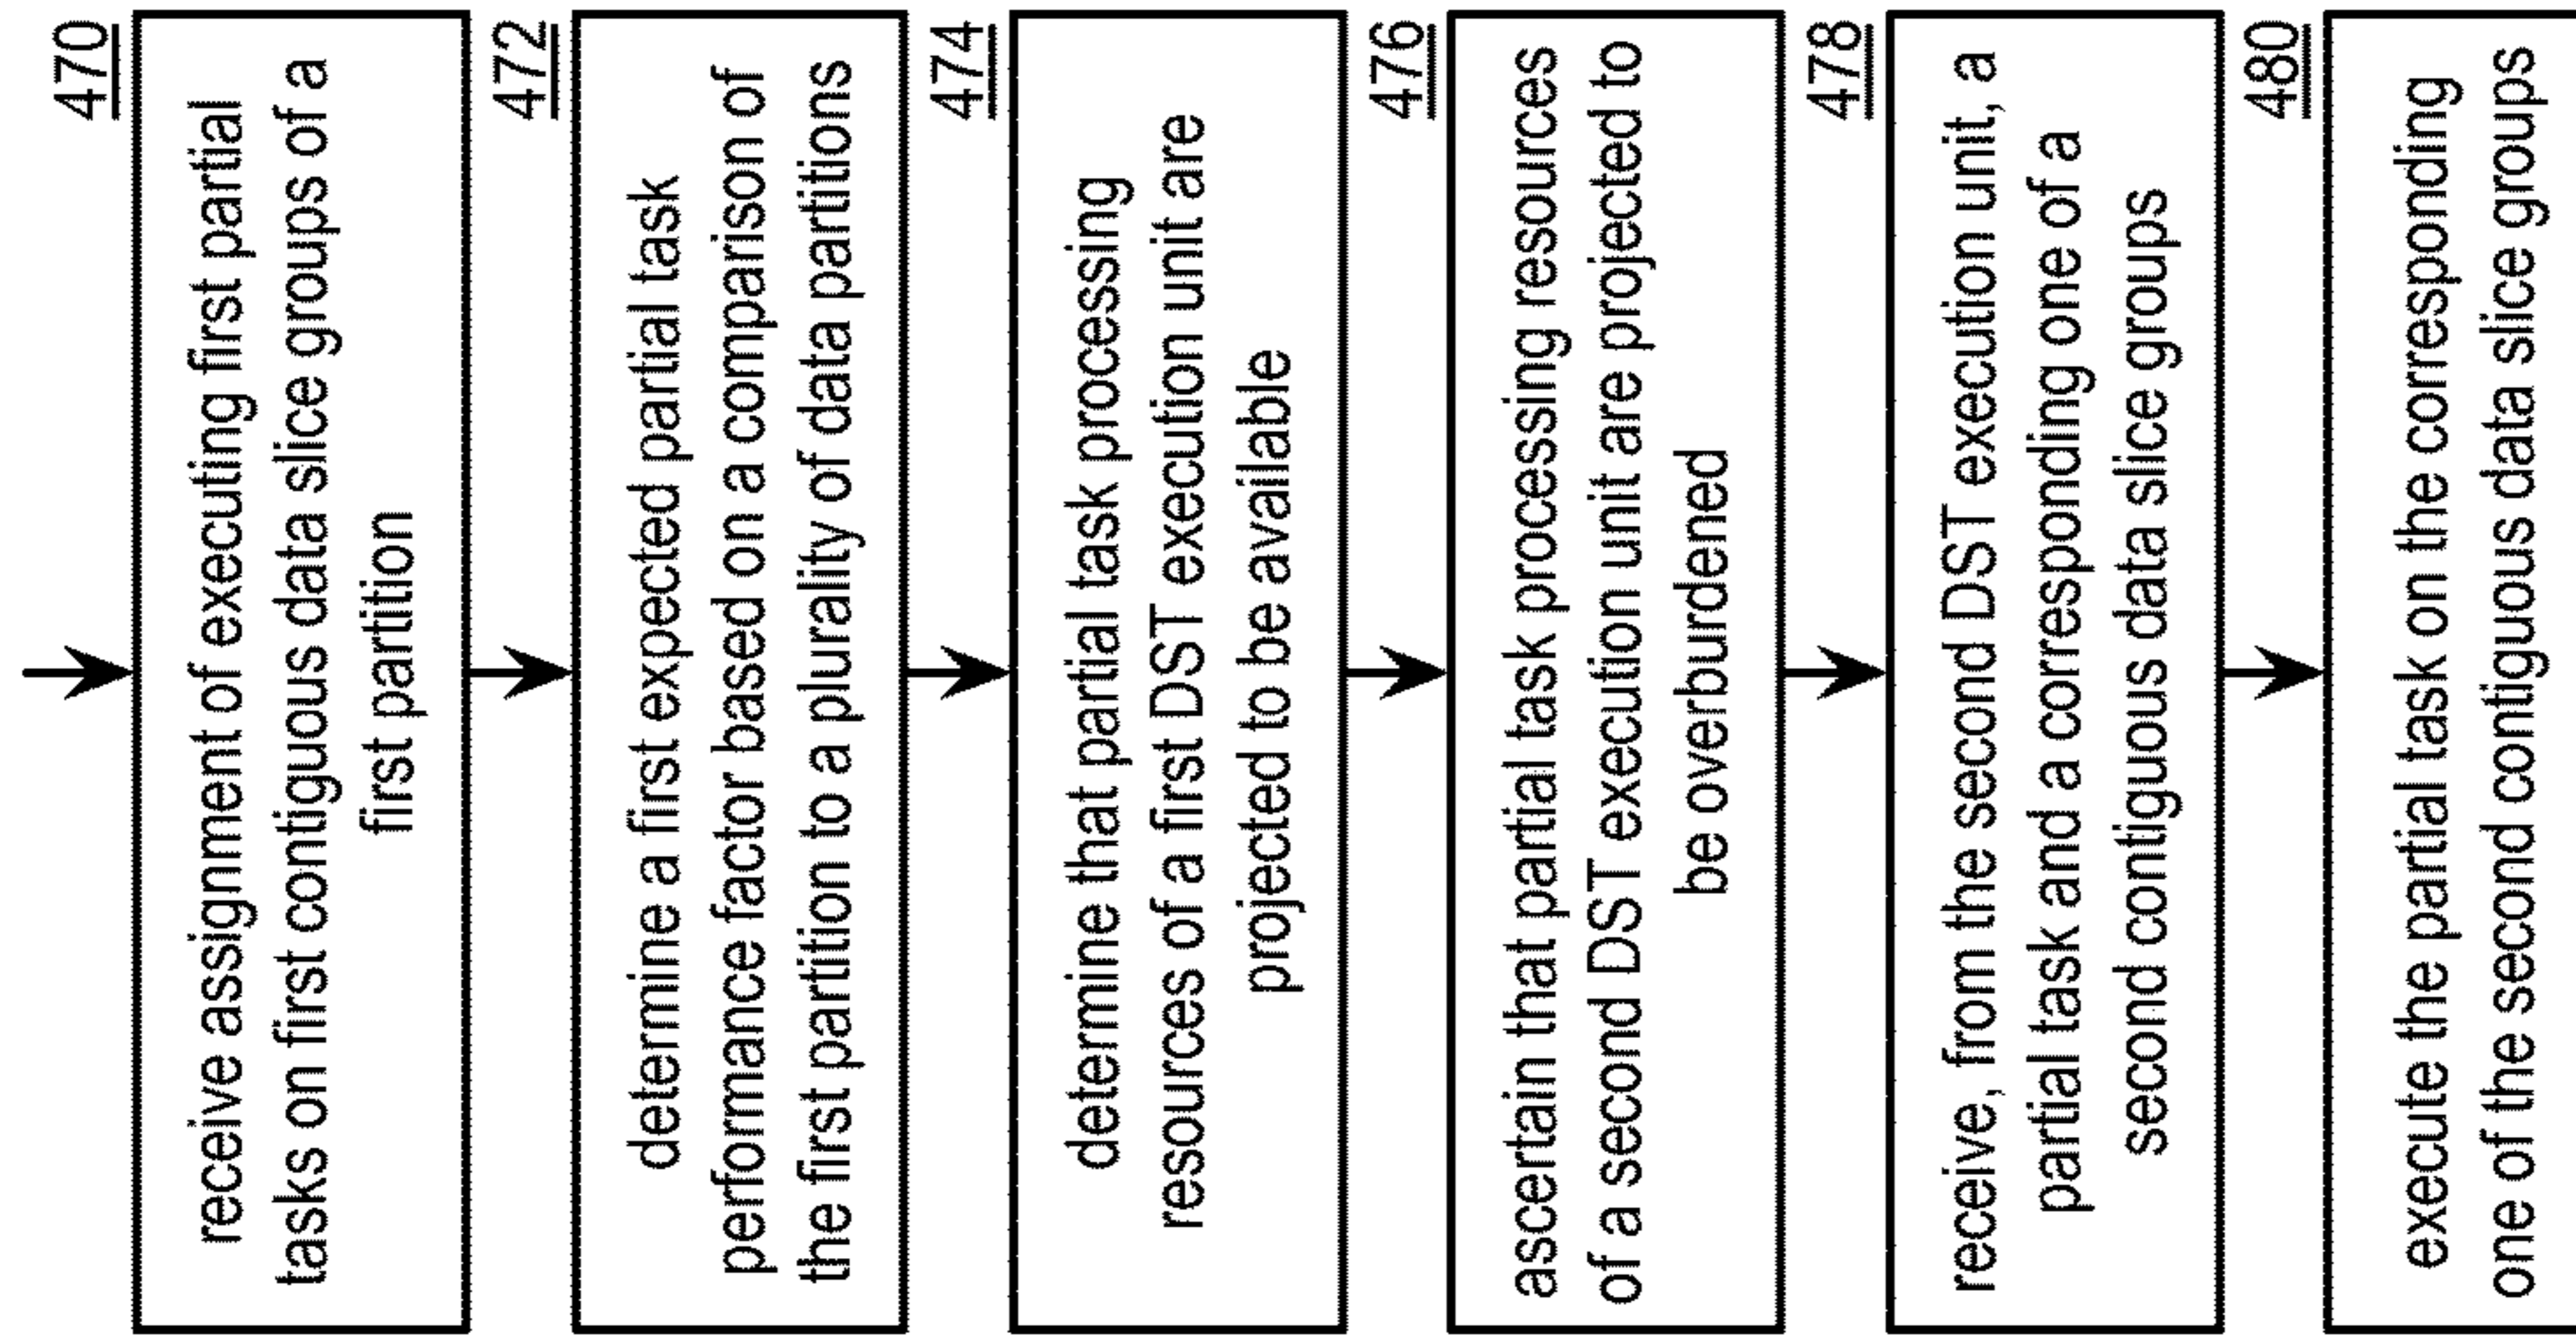 470
receive assignment of executing first partial
tasks on first contiguous data slice groups of a
first partition
472
determine a first expected partial task
performance factor based on a comparison of
the first partition to a plurality of data partitions
474
determine that partial task processing
resources of a first DST execution unit are
projected to be available
476
ascertain that partial task processing resources
of a second DST execution unit are projected to
be overburdened
478
receive, from the second DST execution unit, a
partial task and a corresponding one of a
second contiguous data slice groups
480
execute the partial task on the corresponding
one of the second contiguous data slice groups